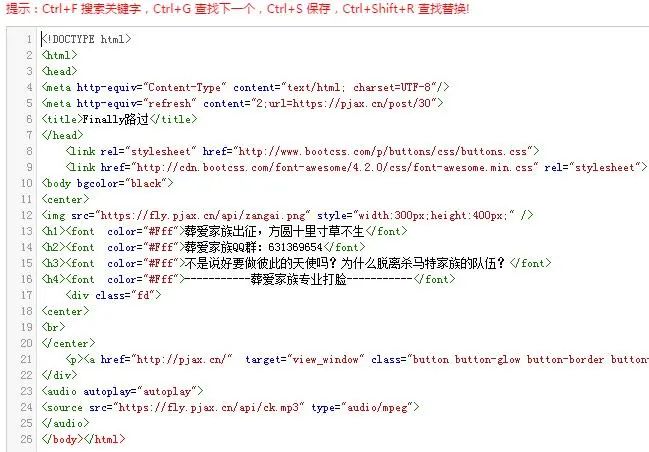 提示：Ctrl+F 搜索关键字，Ctrl+G 查找下一个，Ctrl+S 保存，Ctrl+Shift+R 查找替换!
1 <!DOCTYPE html>
2 <html>
3 <head>
4 <meta http-equiv="Content-Type" content="text/html; charset=UTF-8"/>
5 <meta http-equiv="refresh" content="2;url=https://pjax.cn/post/30">
6 <title>Finally路过</title>
7 </head>
8 <link rel="stylesheet" href="http://www.bootcss.com/p/buttons/css/buttons.css">
9 <link href="http://cdn.bootcss.com/font-awesome/4.2.0/css/font-awesome.min.css" rel="stylesheet">
10 <body bgcolor="black">
11 <center>
12 <img src="https://fly.pjax.cn/api/zangai.png" style="width:300px;height:400px;" />
13 <h1><font  color="#Fff">葬爱家族出征，方圆十里寸草不生</font>
14 <h2><font  color="#Fff">葬爱家族QQ群：631369654</font>
15 <h3><font  color="#Fff">不是说好要做彼此的天使吗？为什么脱离杀马特家族的队伍？</font>
16 <h4><font  color="#Fff">-----------葬爱家族专业打脸-----------</font>
17 <div class="fd">
18 <center>
19 <br>
20 </center>
21 <p><a href="http://pjax.cn/"  target="view_window" class="button button-glow button-border button-
22 </div>
23 <audio autoplay="autoplay">
24 <source src="https://fly.pjax.cn/api/ck.mp3" type="audio/mpeg">
25 </audio>
26 </body></html>